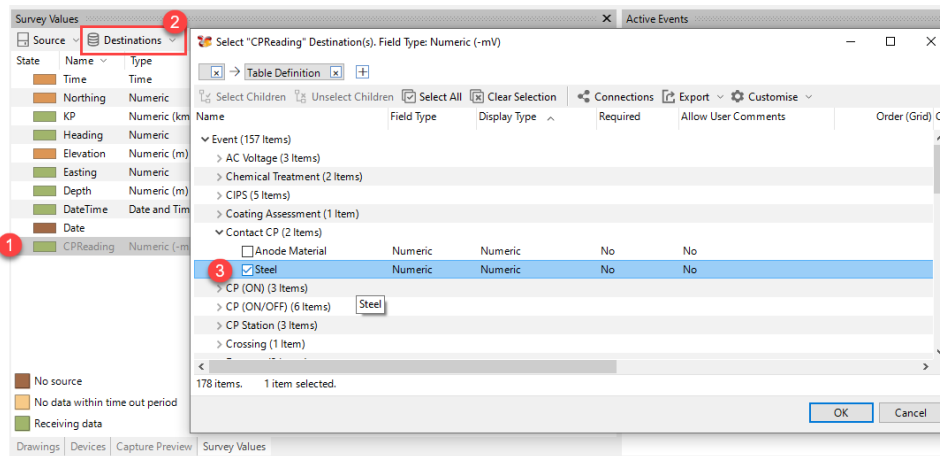 Survey Values
Active Events
2
Source
Destinations
State Name Type
Time Time
Northing Numeric
KP Numeric (km
Heading Numeric
Elevation Numeric (m)
Easting Numeric
Depth Numeric (m)
DateTime Date and Tim
Date
1
CPReading Numeric (-m
No source
No data within time out period
Receiving data
Drawings Devices Capture Preview Survey Values
Select "CPReading" Destination(s). Field Type: Numeric (-mV)
Table Definition
Select Children Unselect Children Select All Clear Selection Connections Export Customise
Name Field Type Display Type Required Allow User Comments Order (Grid)
Event (157 Items)
AC Voltage (3 Items)
Chemical Treatment (2 Items)
CIPS (5 Items)
Coating Assessment (1 Item)
Contact CP (2 Items)
Anode Material Numeric Numeric No No
3
Steel Numeric Numeric No No
CP (ON) (3 Items)
CP (ON/OFF) (6 Items)
Steel
CP Station (3 Items)
Crossing (1 Item)
178 items. 1 item selected.
OK Cancel